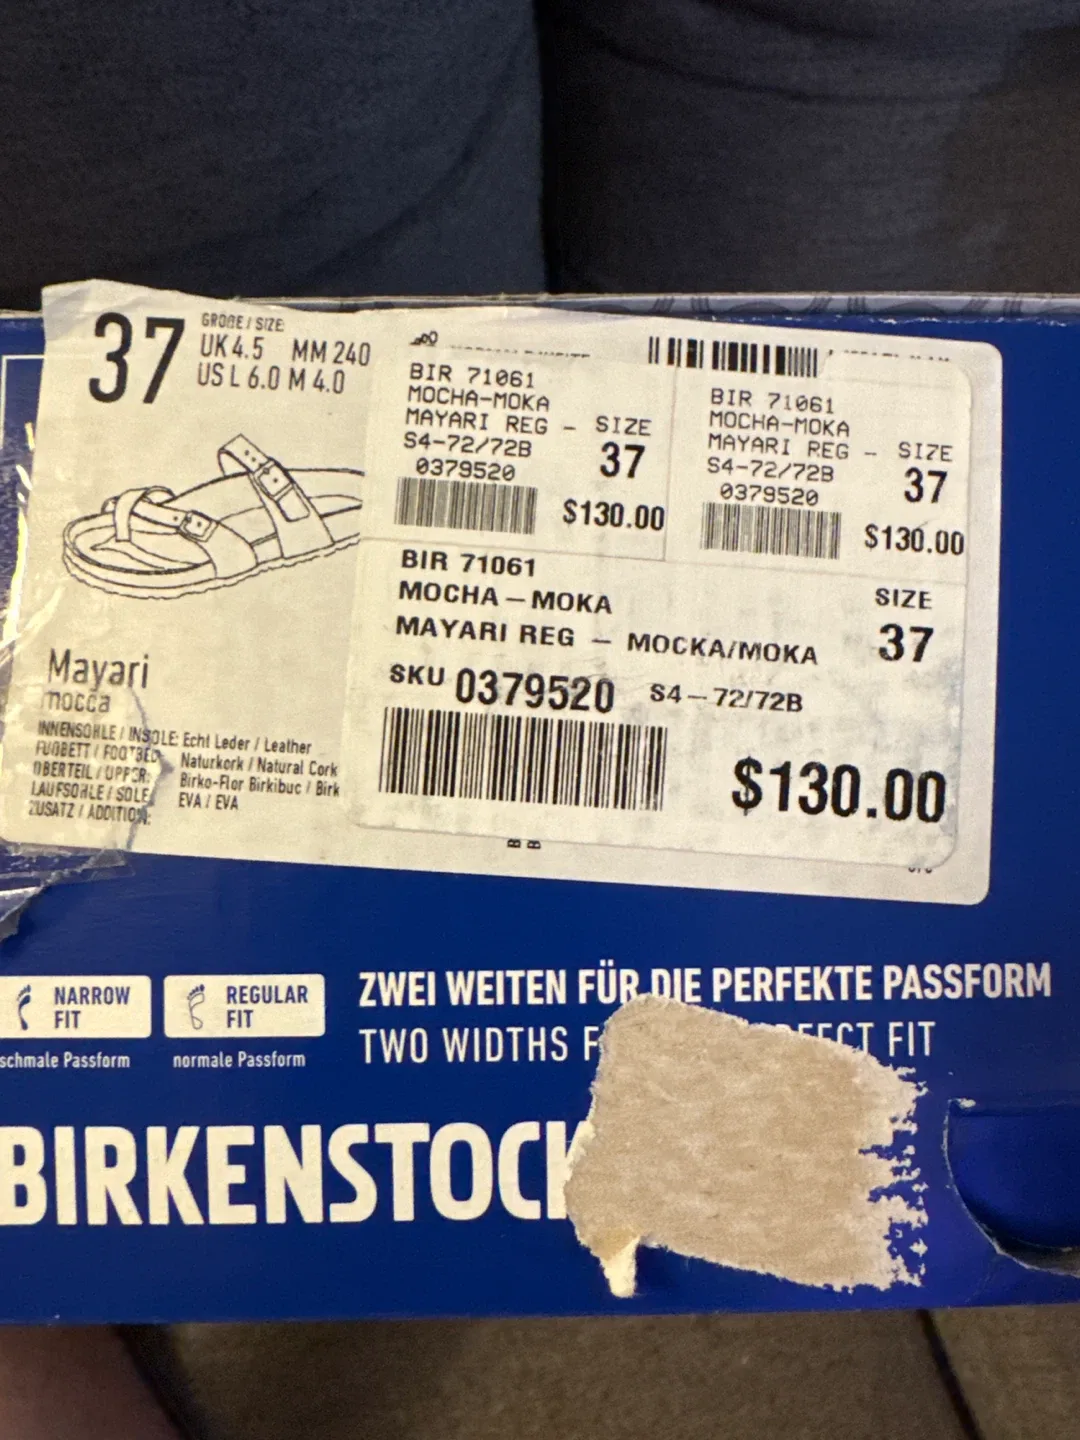 37
GRÖßE / SIZE:
UK 4.5 MM 240
US L 6.0 M 4.0
BIR 71061
MOCHA-MOKA
MAYARI REG - SIZE
S4-72/72B 37
0379520
$130.00
BIR 71061
MOCHA-MOKA
MAYARI REG - SIZE
S4-72/72B 37
0379520
$130.00
BIR 71061
MOCHA-MOKA SIZE
MAYARI REG - MOCKA/MOKA 37
SKU 0379520 S4-72/72B
$130.00
Mayari
mocca
INNENSOHLE / INSOLE: Echt Leder / Leather
FUßBETT / FOOTBED: Naturkork / Natural Cork
OBERTEIL / UPPER: Birko-Flor Birkibuc / Birk
LAUFSOHLE / SOLE: EVA / EVA
ZUSATZ / ADDITION:
NARROW
FIT
schmale Passform
REGULAR
FIT
normale Passform
ZWEI WEITEN FÜR DIE PERFEKTE PASSFORM
TWO WIDTHS F FECT FIT
BIRKENSTOCK